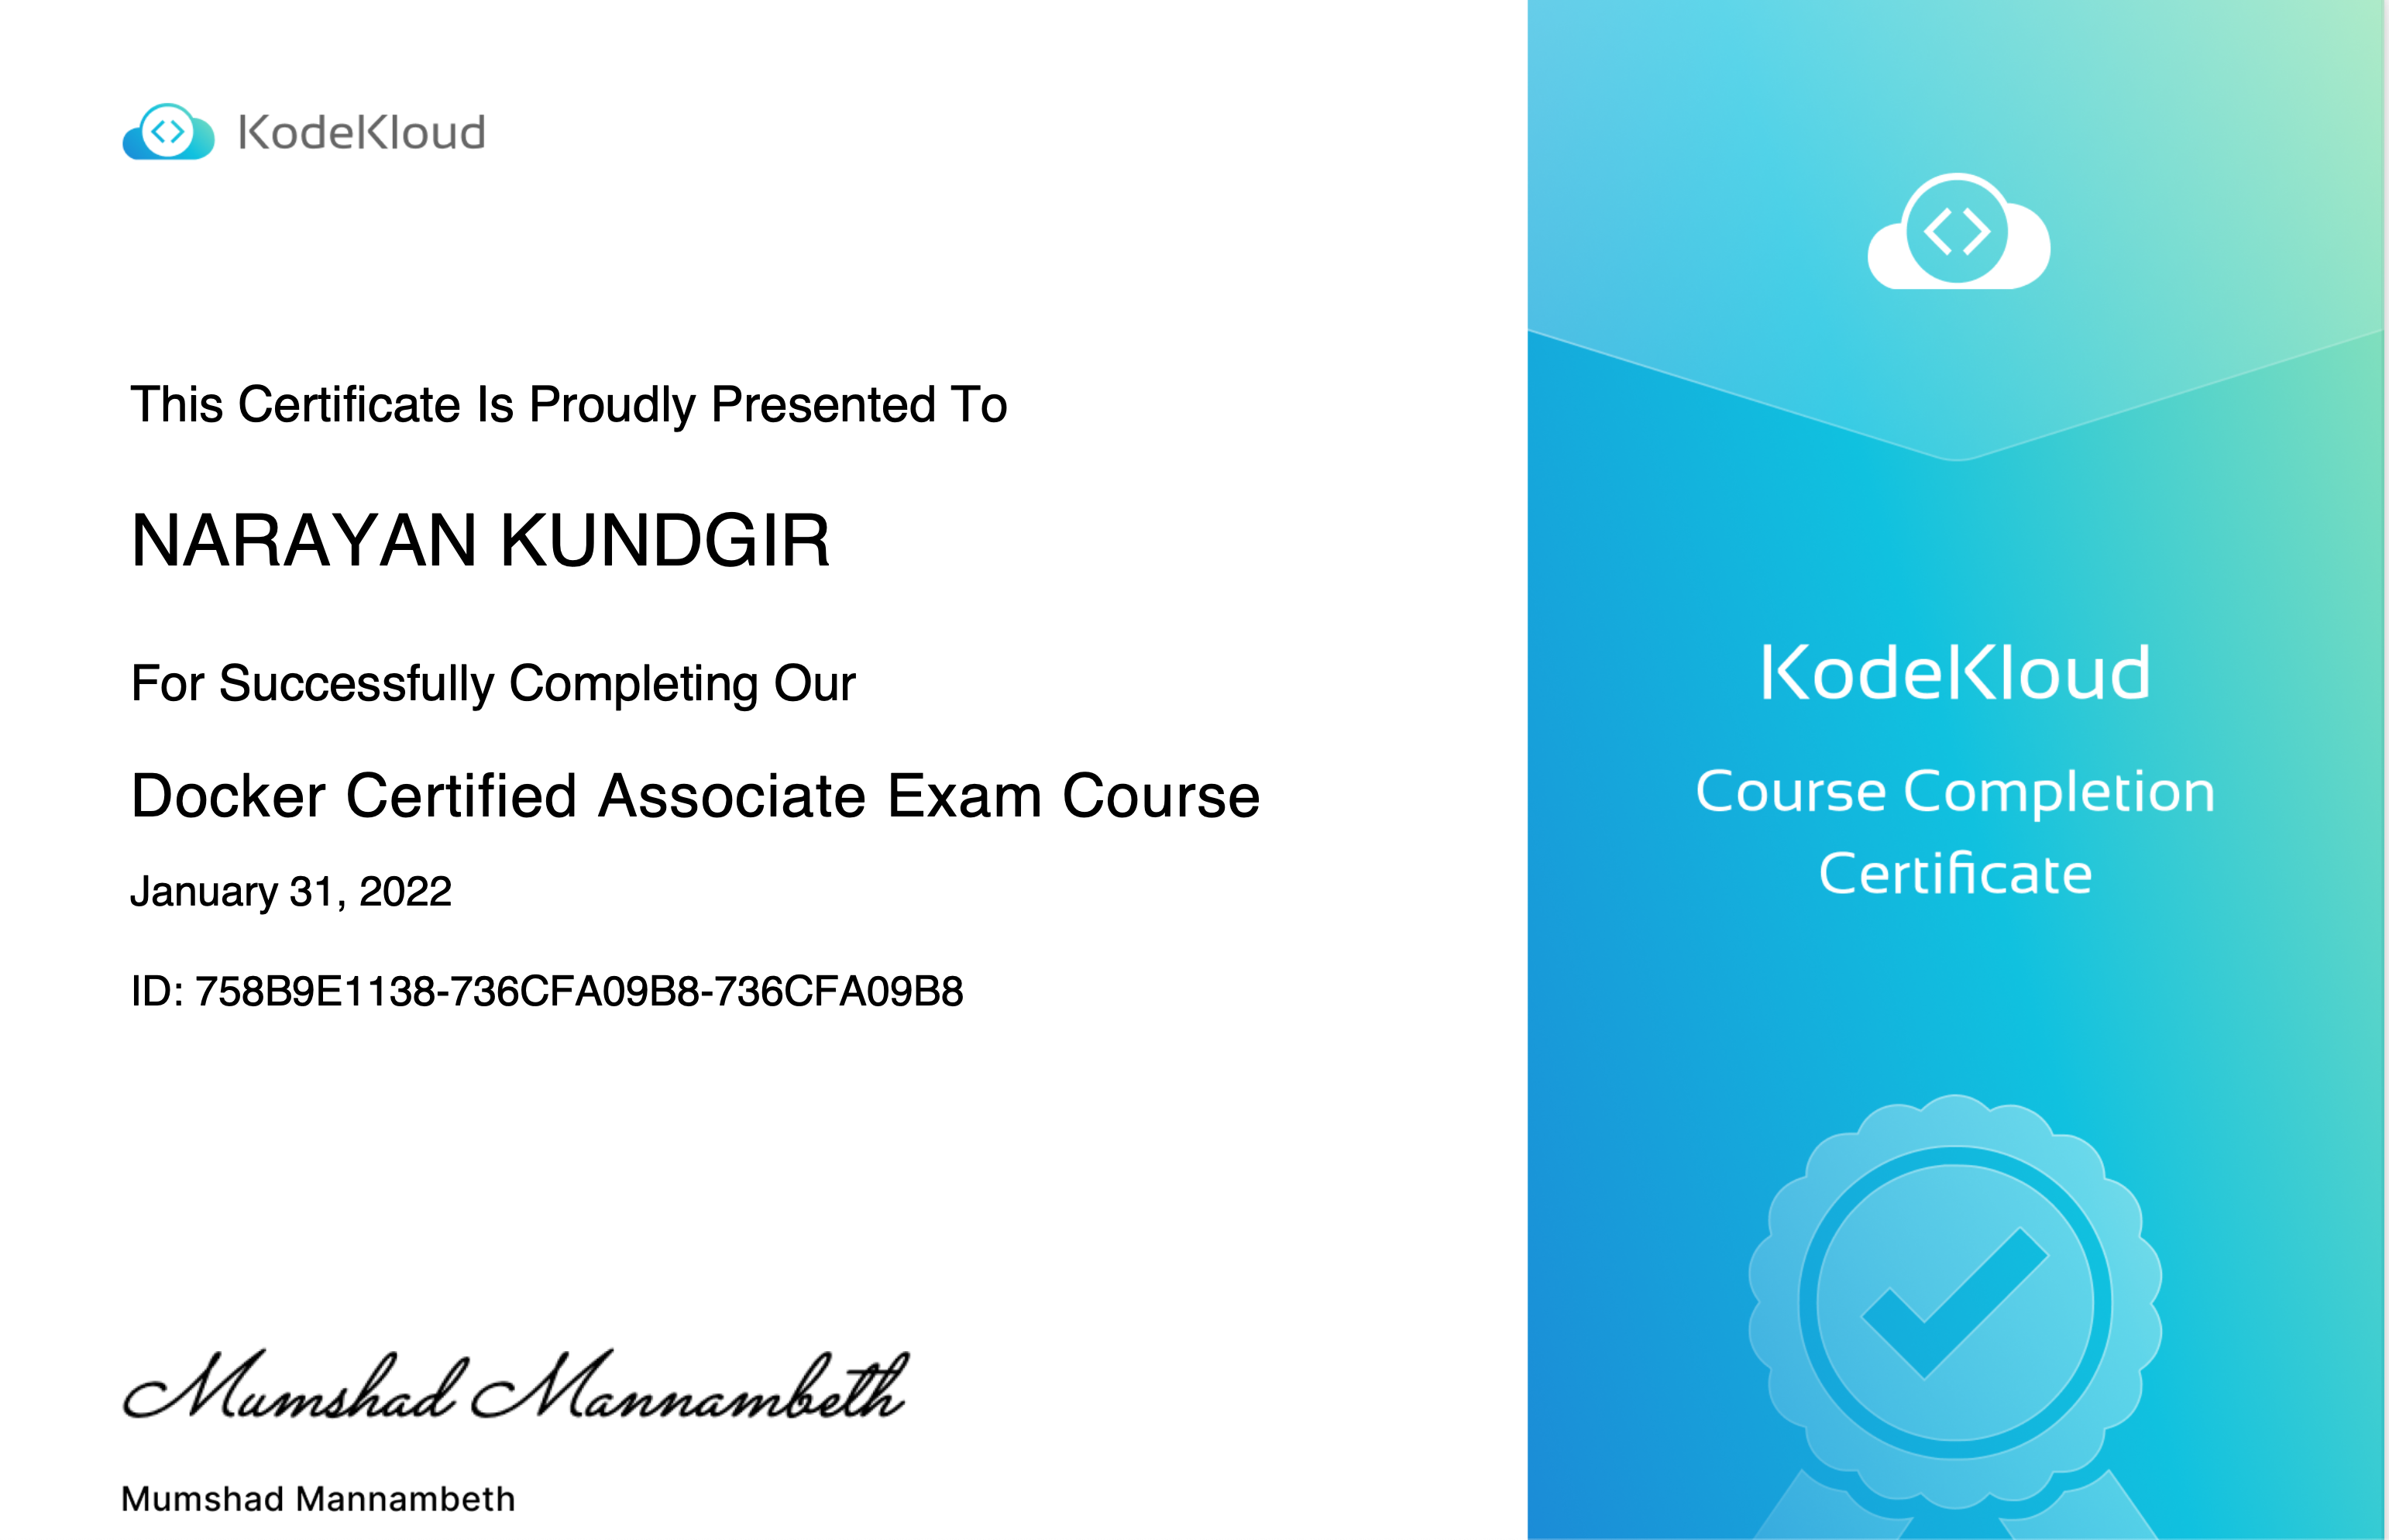 KodeKloud
This Certificate Is Proudly Presented To
NARAYAN KUNDGIR
For Successfully Completing Our
Docker Certified Associate Exam Course
January 31, 2022
ID: 758B9E1138-736CFA09B8-736CFA09B8
Mumshad Mannambeth
Mumshad Mannambeth
KodeKloud
Course Completion
Certificate